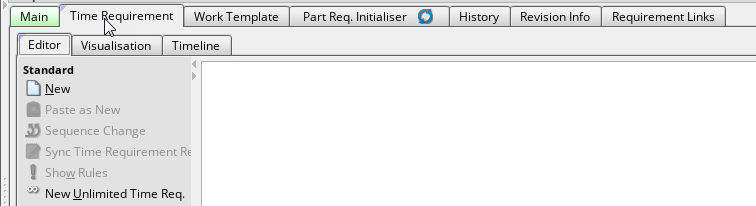 Main Time Requirement Work Template Part Req. Initialiser History Revision Info Requirement Links
Editor Visualisation Timeline
Standard
New
Paste as New
Sequence Change
Sync Time Requirement Re
Show Rules
New Unlimited Time Req.